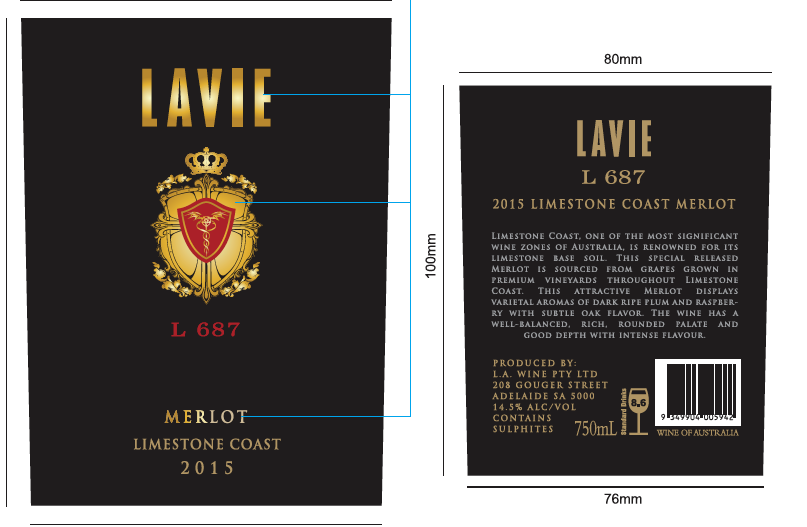 LAVIE
L 687
MERLOT
LIMESTONE COAST
2015
80mm
100mm
LAVIE
L 687
2015 LIMESTONE COAST MERLOT
LIMESTONE COAST, ONE OF THE MOST SIGNIFICANT
WINE ZONES OF AUSTRALIA, IS RENOWNED FOR ITS
LIMESTONE BASE SOIL. THIS SPECIAL RELEASED
MERLOT IS SOURCED FROM GRAPES GROWN IN
PREMIUM VINEYARDS THROUGHOUT LIMESTONE
COAST. THIS ATTRACTIVE MERLOT DISPLAYS
VARIETAL AROMAS OF DARK RIPE PLUM AND RASPBER-
RY WITH SUBTLE OAK FLAVOR. THE WINE HAS A
WELL-BALANCED, RICH, ROUNDED PALATE AND
GOOD DEPTH WITH INTENSE FLAVOUR.
PRODUCED BY:
L.A. WINE PTY LTD
208 GOUGER STREET
ADELAIDE SA 5000
14.5% ALC/VOL
CONTAINS
SULPHITES
750mL
Standard Drinks
8.6
9 349904 005942
WINE OF AUSTRALIA
76mm